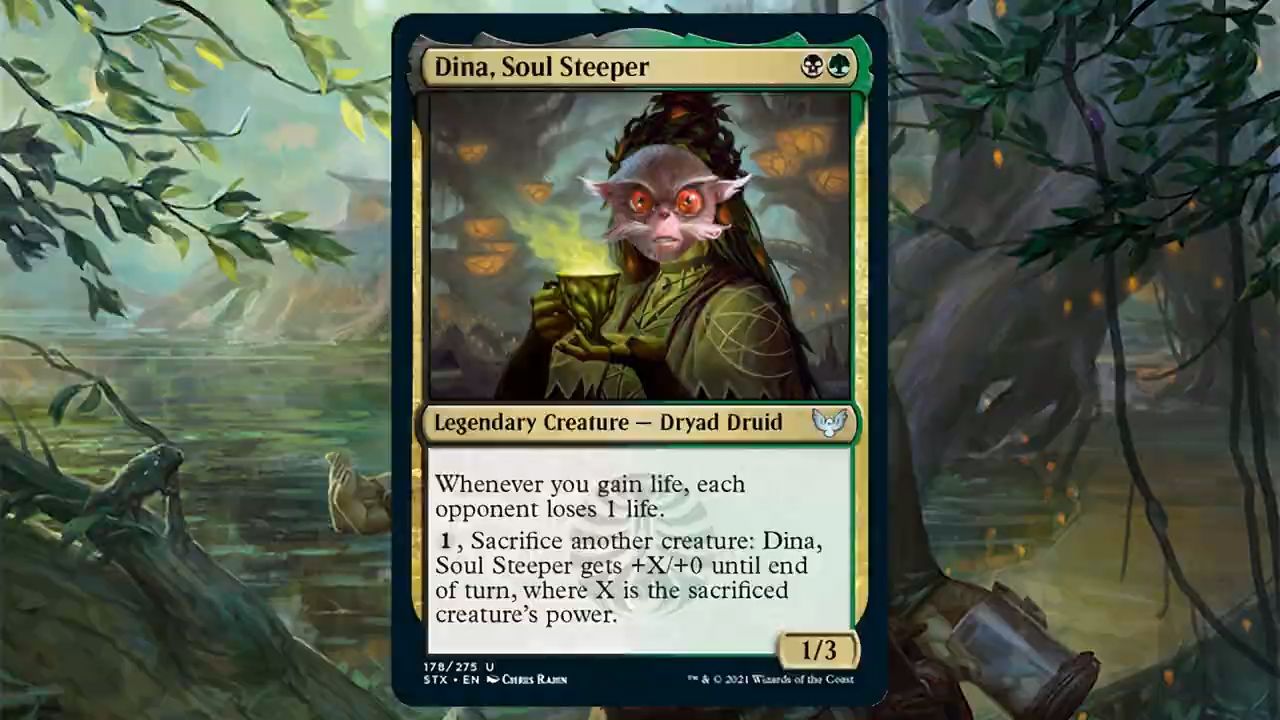 Dina, Soul Steeper
Legendary Creature — Dryad Druid
Whenever you gain life, each
opponent loses 1 life.
1, Sacrifice another creature: Dina,
Soul Steeper gets +X/+0 until end
of turn, where X is the sacrificed
creature's power.
1/3
178/275 U
STX • EN Chris Rahn
™ & © 2021 Wizards of the Coast